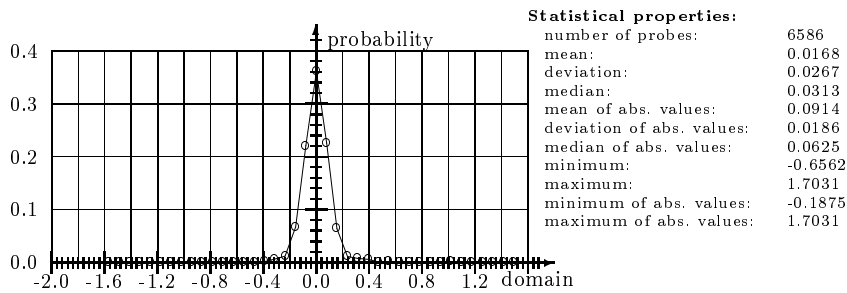 Statistical properties:
number of probes: 6586
mean: 0.0168
deviation: 0.0267
median: 0.0313
mean of abs. values: 0.0914
deviation of abs. values: 0.0186
median of abs. values: 0.0625
minimum: -0.6562
maximum: 1.7031
minimum of abs. values: -0.1875
maximum of abs. values: 1.7031
probability
0.4
0.3
0.2
0.1
0.0
-2.0 -1.6 -1.2 -0.8 -0.4 0.0 0.4 0.8 1.2 domain